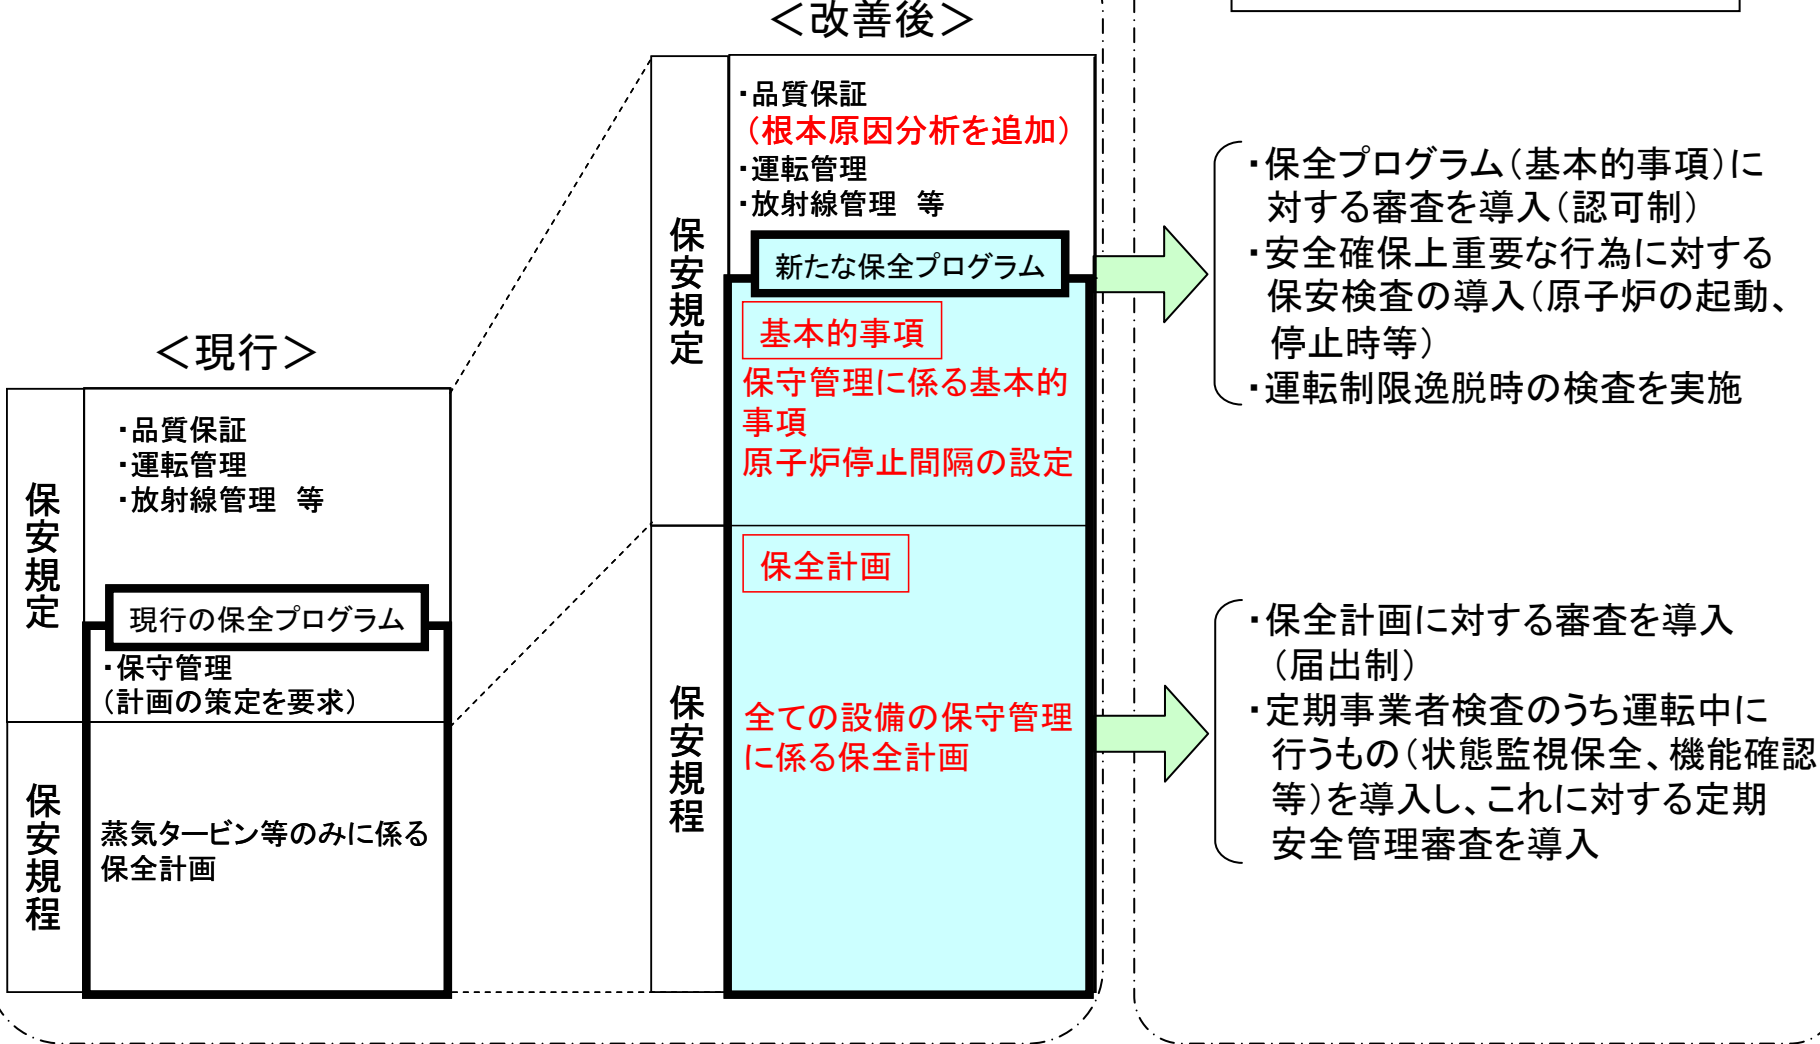 ＜現行＞
保安規定
・品質保証
・運転管理
・放射線管理　等
現行の保全プログラム
・保守管理
（計画の策定を要求）
保安規程
蒸気タービン等のみに係る
保全計画
＜改善後＞
保安規定
・品質保証
（根本原因分析を追加）
・運転管理
・放射線管理　等
新たな保全プログラム
基本的事項
保守管理に係る基本的
事項
原子炉停止間隔の設定
保安規程
保全計画
全ての設備の保守管理
に係る保全計画
・保全プログラム（基本的事項）に
対する審査を導入（認可制）
・安全確保上重要な行為に対する
保安検査の導入（原子炉の起動、
停止時等）
・運転制限逸脱時の検査を実施
・保全計画に対する審査を導入
（届出制）
・定期事業者検査のうち運転中に
行うもの（状態監視保全、機能確認
等）を導入し、これに対する定期
安全管理審査を導入